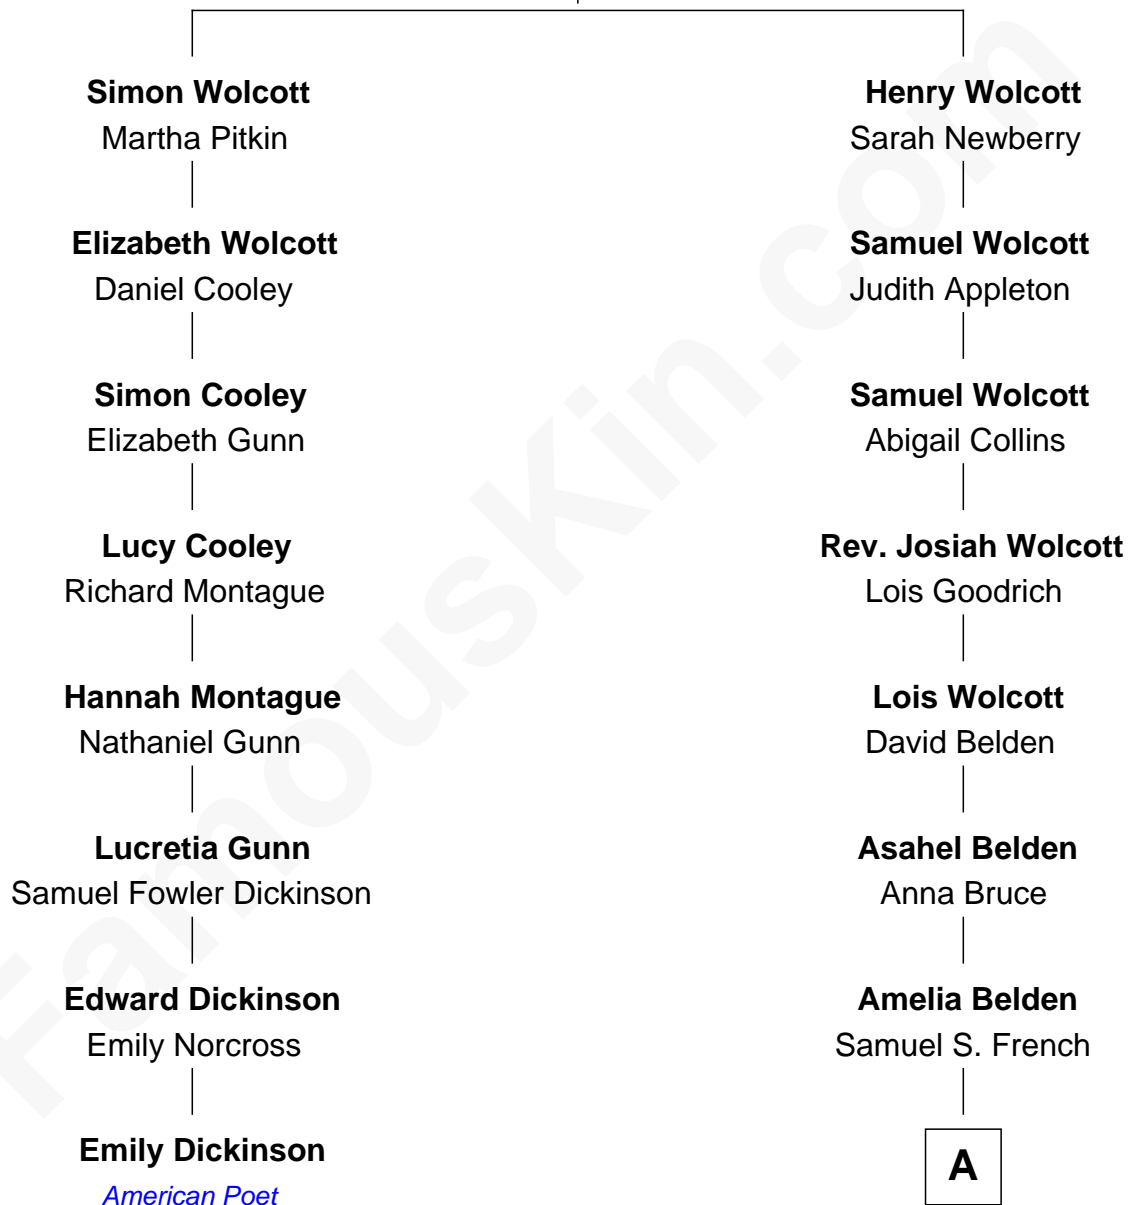 Simon Wolcott
Martha Pitkin
Elizabeth Wolcott
Daniel Cooley
Simon Cooley
Elizabeth Gunn
Lucy Cooley
Richard Montague
Hannah Montague
Nathaniel Gunn
Lucretia Gunn
Samuel Fowler Dickinson
Edward Dickinson
Emily Norcross
Emily Dickinson
American Poet
Henry Wolcott
Sarah Newberry
Samuel Wolcott
Judith Appleton
Samuel Wolcott
Abigail Collins
Rev. Josiah Wolcott
Lois Goodrich
Lois Wolcott
David Belden
Asahel Belden
Anna Bruce
Amelia Belden
Samuel S. French
A
FamousKin.com